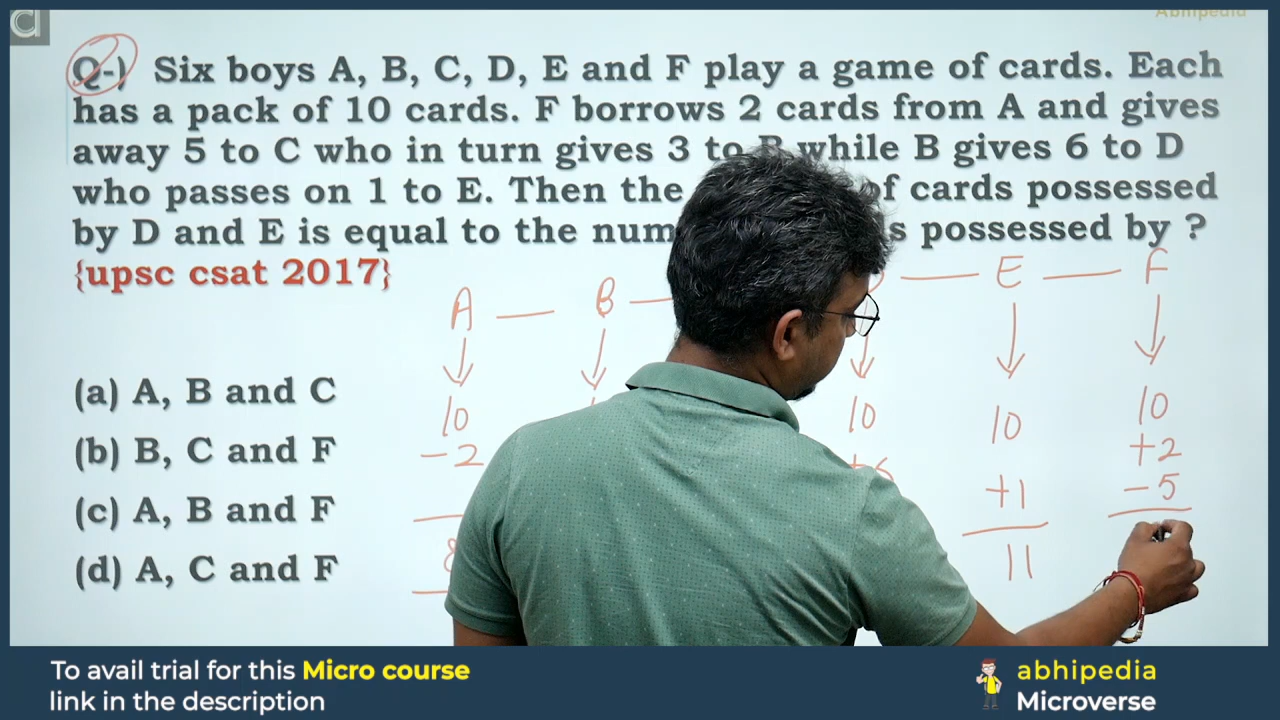 Abhipedia
Q-) Six boys A, B, C, D, E and F play a game of cards. Each
has a pack of 10 cards. F borrows 2 cards from A and gives
away 5 to C who in turn gives 3 to B while B gives 6 to D
who passes on 1 to E. Then the of cards possessed
by D and E is equal to the possessed by ?
{upsc csat 2017}
A — B — — E — F
(a) A, B and C
10 10 10 10
(b) B, C and F
-2 +6 +2
(c) A, B and F
+1 -5
(d) A, C and F
8 11
To avail trial for this Micro course
link in the description
abhipedia
Microverse